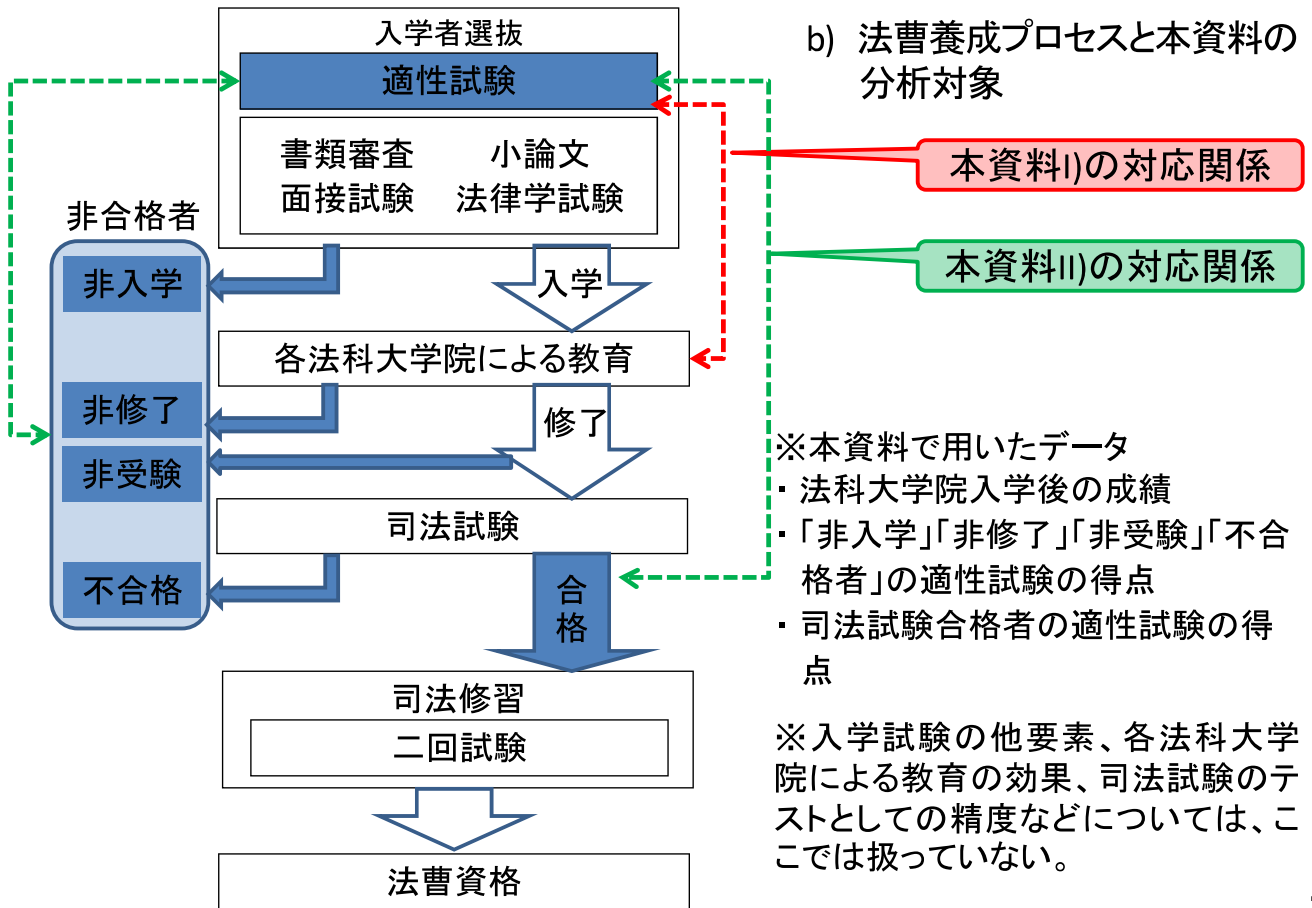 入学者選抜
適性試験
書類審査 小論文
面接試験 法律学試験
b) 法曹養成プロセスと本資料の
分析対象
本資料I)の対応関係
本資料II)の対応関係
非合格者
非入学
入学
各法科大学院による教育
非修了
修了
非受験
司法試験
不合格
合
格
司法修習
二回試験
法曹資格
※本資料で用いたデータ
・ 法科大学院入学後の成績
・「非入学」「非修了」「非受験」「不合
格者」の適性試験の得点
・ 司法試験合格者の適性試験の得
点
※入学試験の他要素、各法科大学
院による教育の効果、司法試験のテ
ストとしての精度などについては、こ
こでは扱っていない。